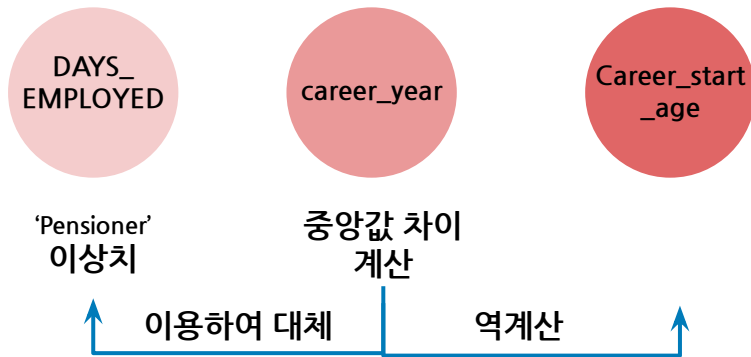 DAYS_
EMPLOYED
career_year
Career_start
_age
‘Pensioner’
이상치
중앙값 차이
계산
이용하여 대체
역계산